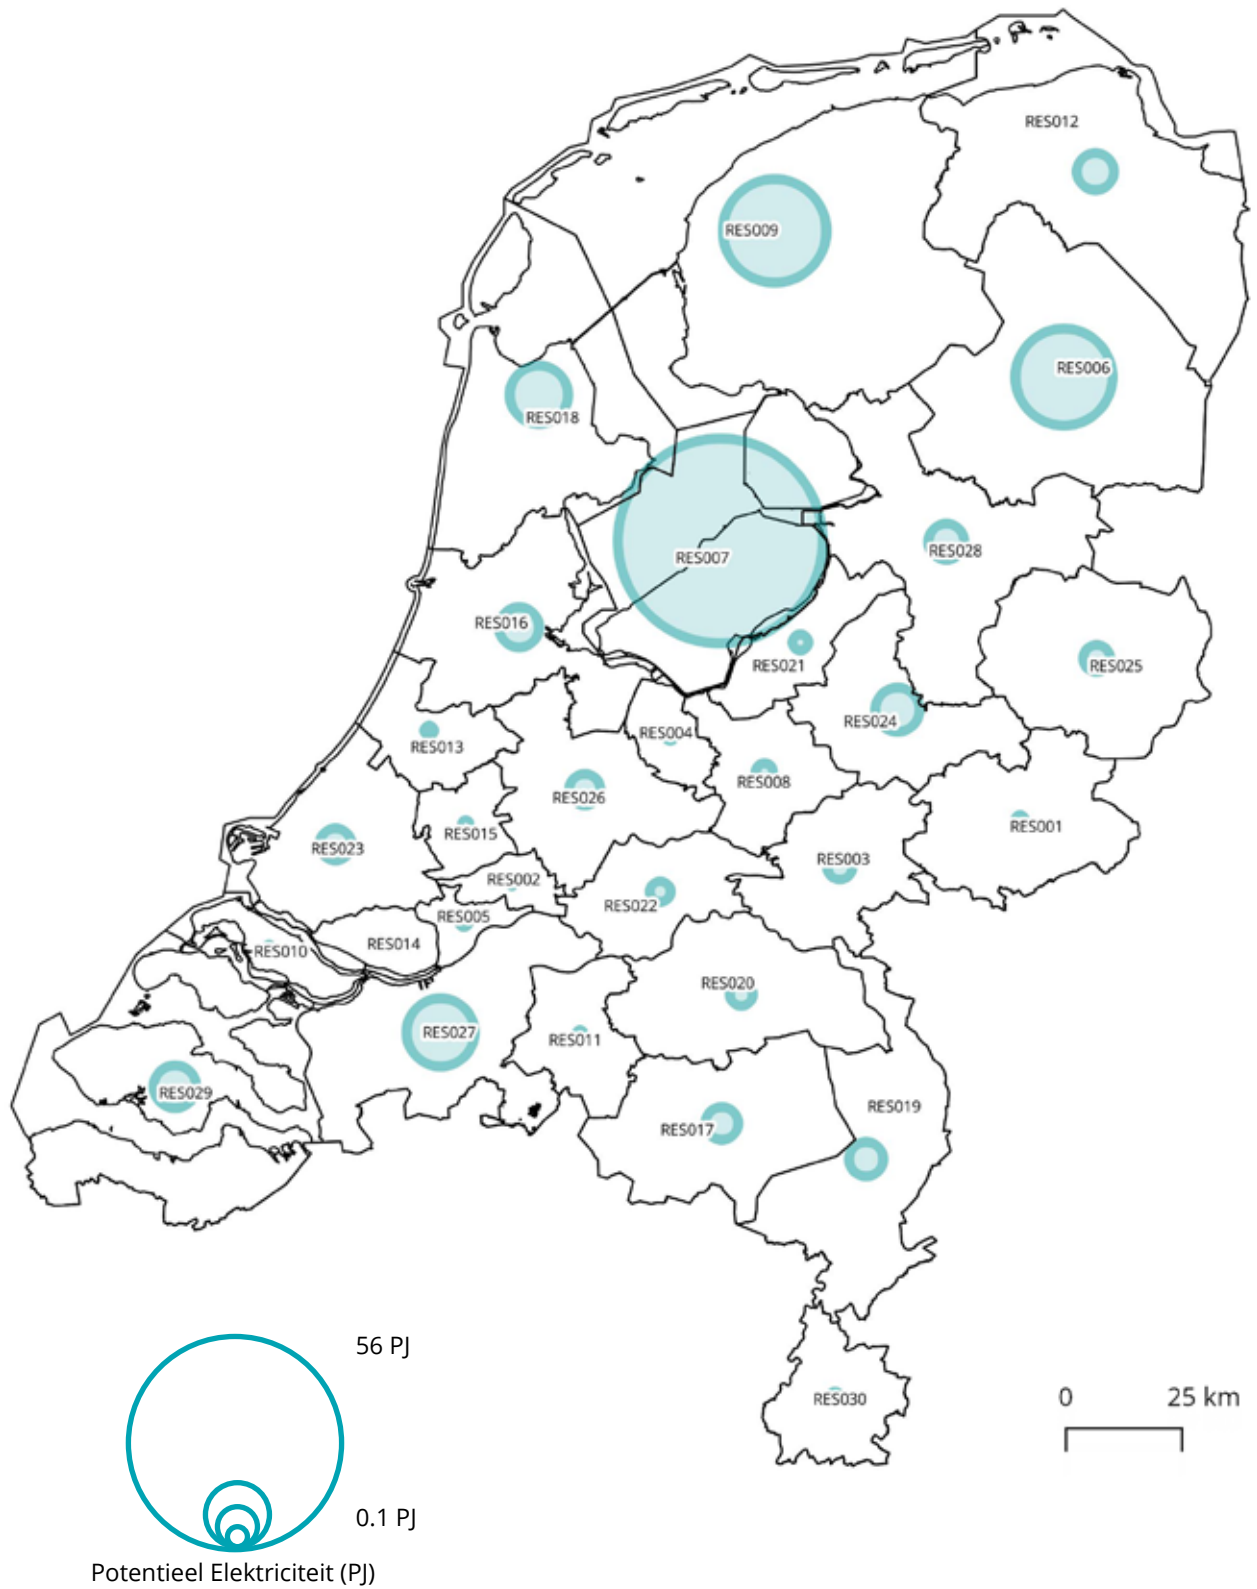 RES012
RES009
RES006
RES018
RES007
RES028
RES016
RES021
RES025
RES024
RES004
RES013
RES008
RES026
RES001
RES015
RES023
RES003
RES002
RES022
RES005
RES014
RES010
RES020
RES027
RES011
RES029
RES019
RES017
56 PJ
RES030
0 25 km
0.1 PJ
Potentieel Elektriciteit (PJ)